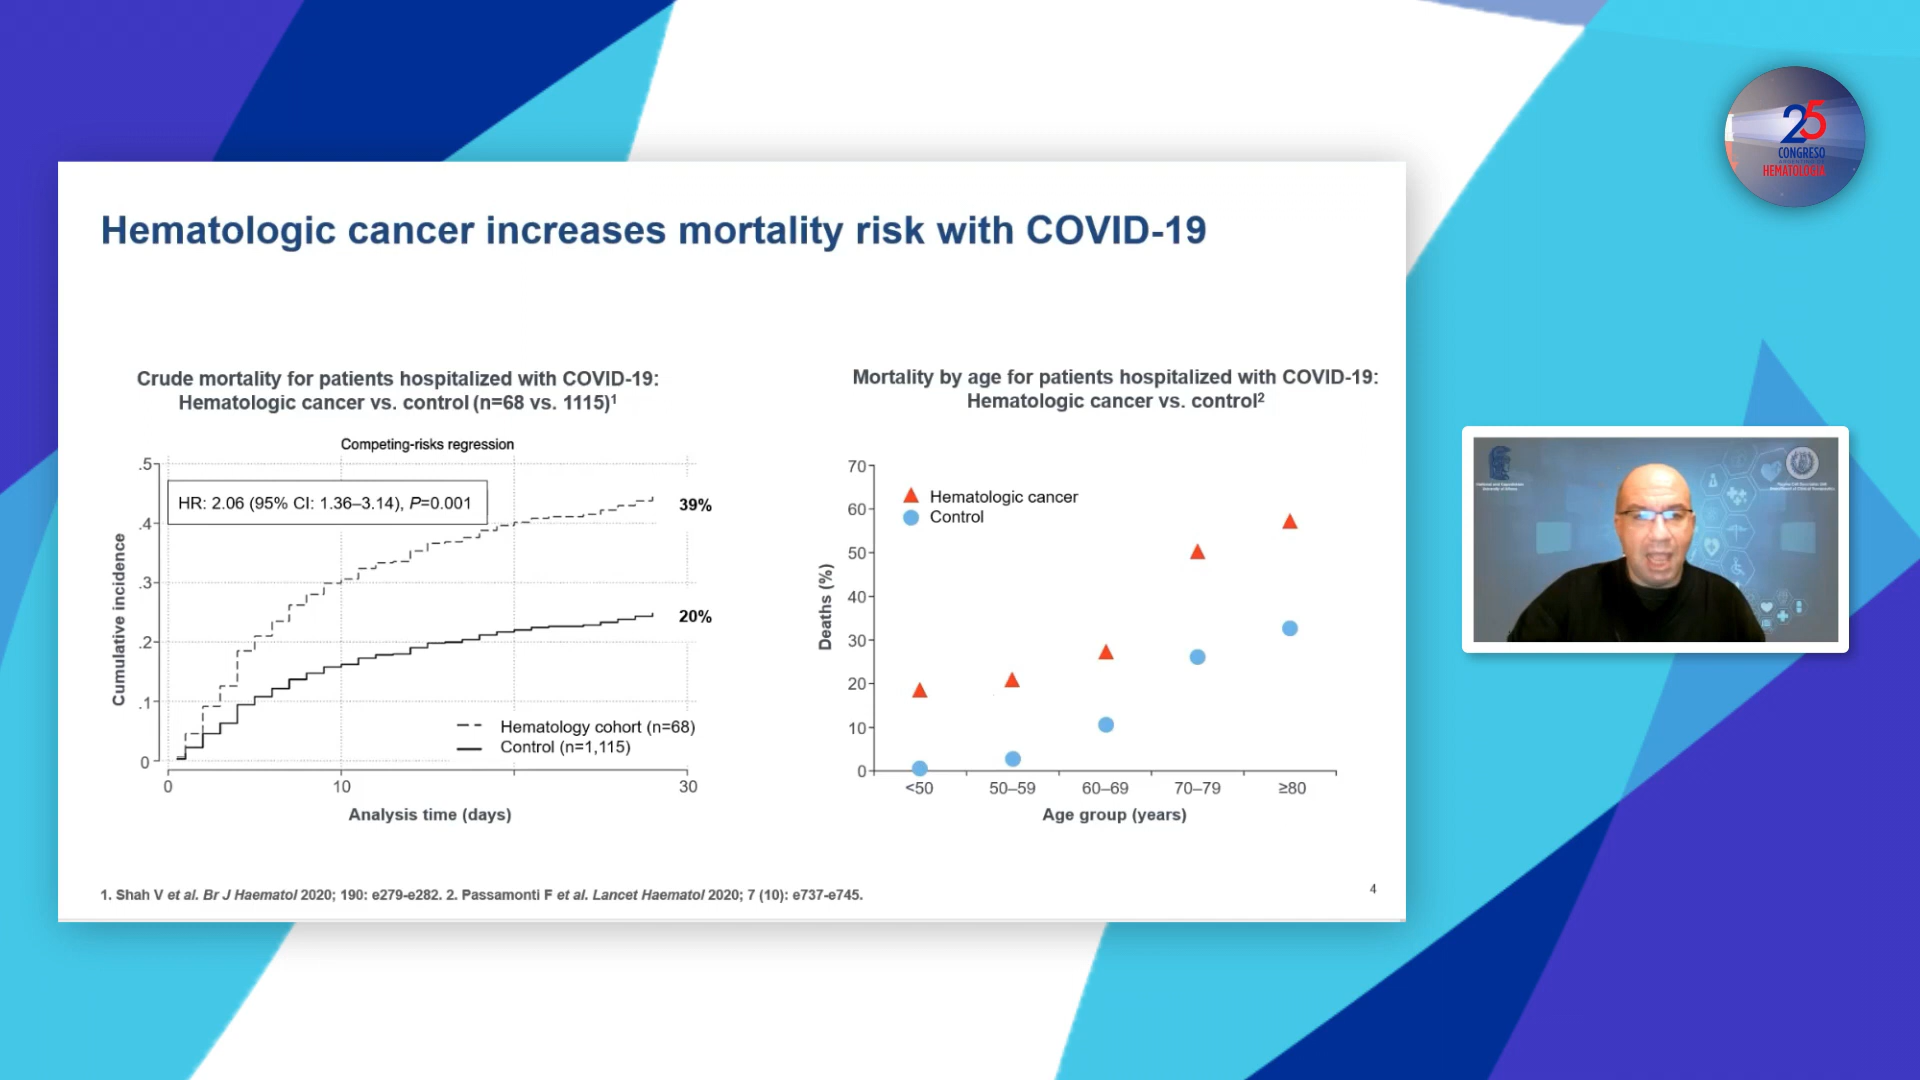 25
CONGRESO
HEMATOLOGÍA
Hematologic cancer increases mortality risk with COVID-19
Crude mortality for patients hospitalized with COVID-19:
Hematologic cancer vs. control (n=68 vs. 1115)¹
Competing-risks regression
.5
.4
.3
.2
.1
0
HR: 2.06 (95% CI: 1.36–3.14), P=0.001
39%
20%
Cumulative incidence
Hematology cohort (n=68)
Control (n=1,115)
0
10
30
Analysis time (days)
Mortality by age for patients hospitalized with COVID-19:
Hematologic cancer vs. control²
70
60
50
40
30
20
10
0
Deaths (%)
Hematologic cancer
Control
<50
50–59
60–69
70–79
≥80
Age group (years)
1. Shah V et al. Br J Haematol 2020; 190: e279-e282. 2. Passamonti F et al. Lancet Haematol 2020; 7 (10): e737-e745.
4